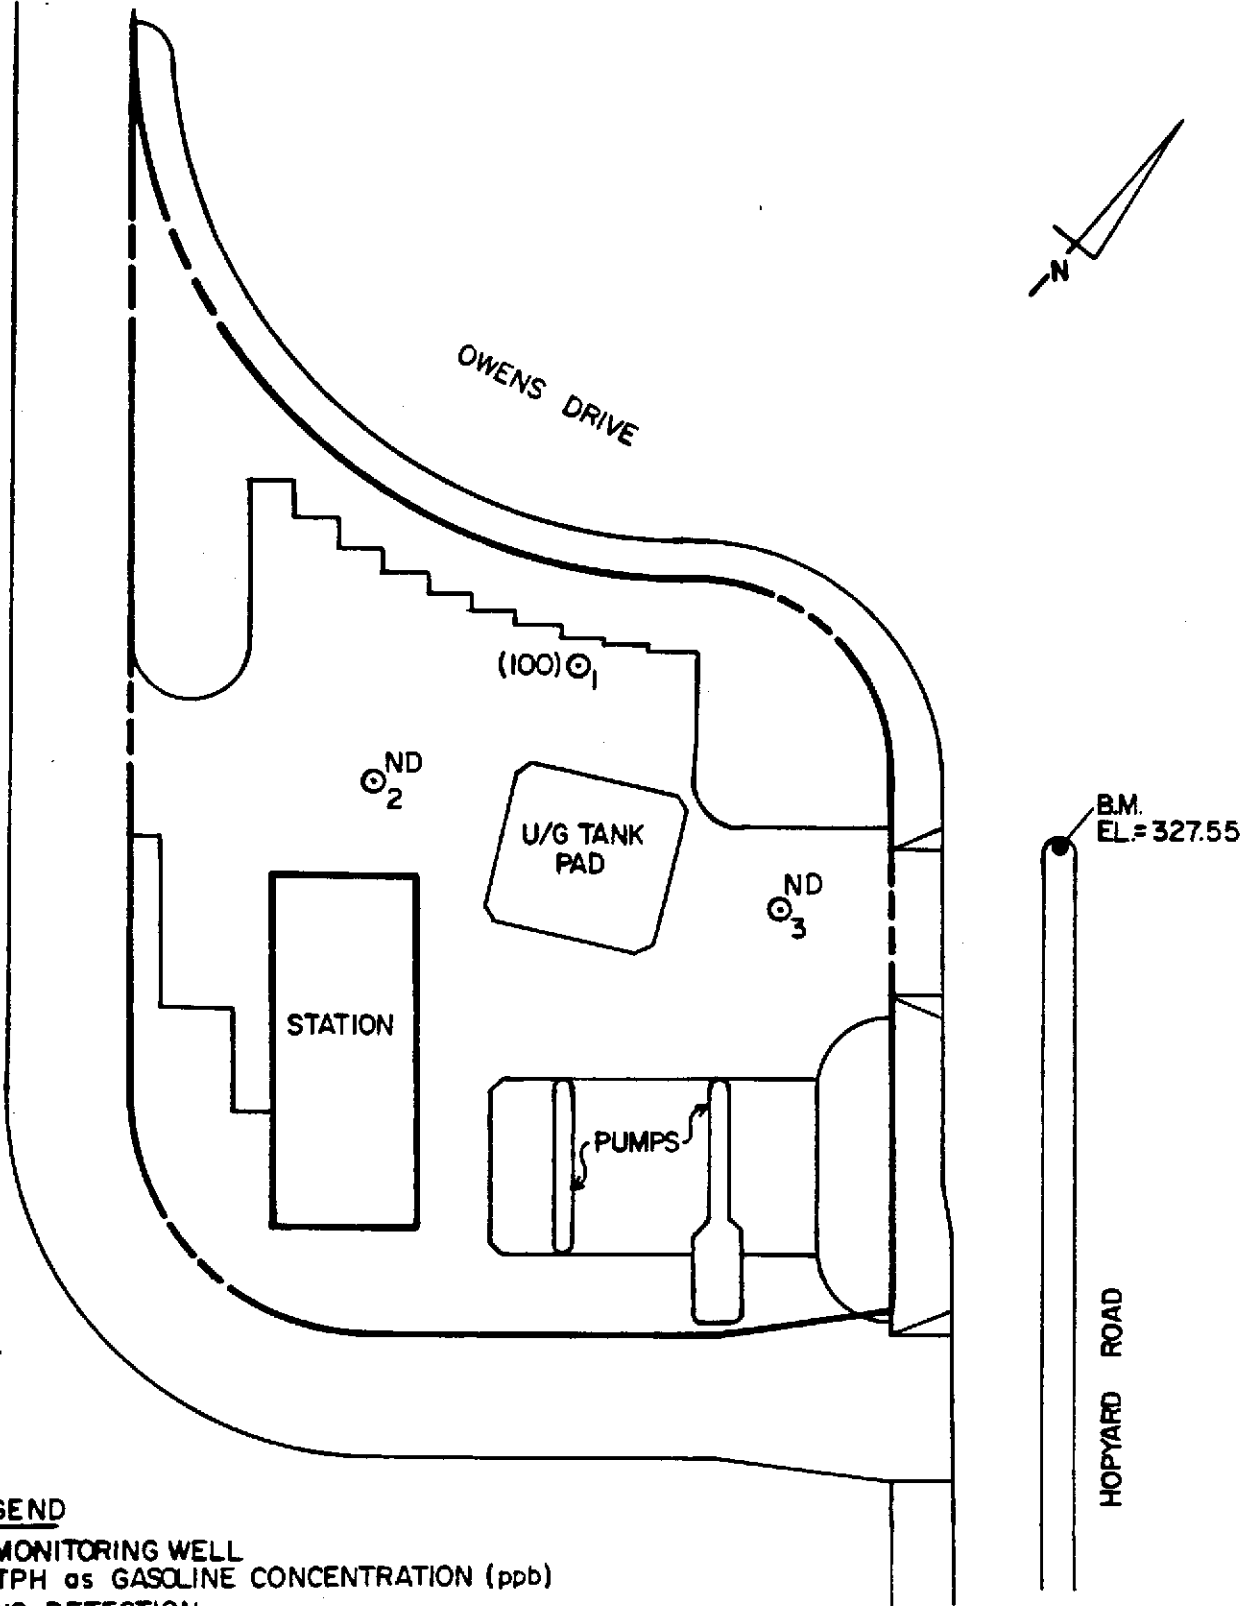 N
OWENS DRIVE
(100) 1
ND
2
U/G TANK
PAD
B.M.
EL.=327.55
ND
3
STATION
PUMPS
HOPYARD ROAD
MONITORING WELL
TPH as GASOLINE CONCENTRATION (ppb)